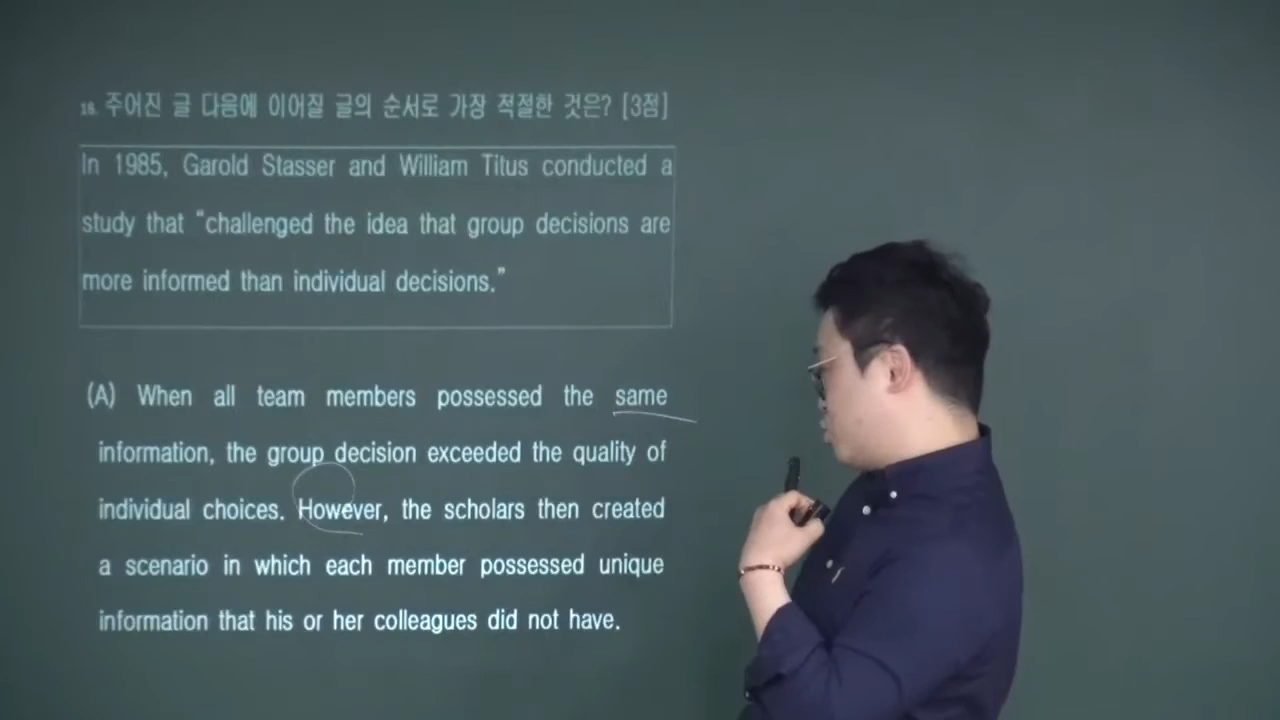 18. 주어진 글 다음에 이어질 글의 순서로 가장 적절한 것은? [3점]
In 1985, Garold Stasser and William Titus conducted a
study that “challenged the idea that group decisions are
more informed than individual decisions.”
(A) When all team members possessed the same
information, the group decision exceeded the quality of
individual choices. However, the scholars then created
a scenario in which each member possessed unique
information that his or her colleagues did not have.